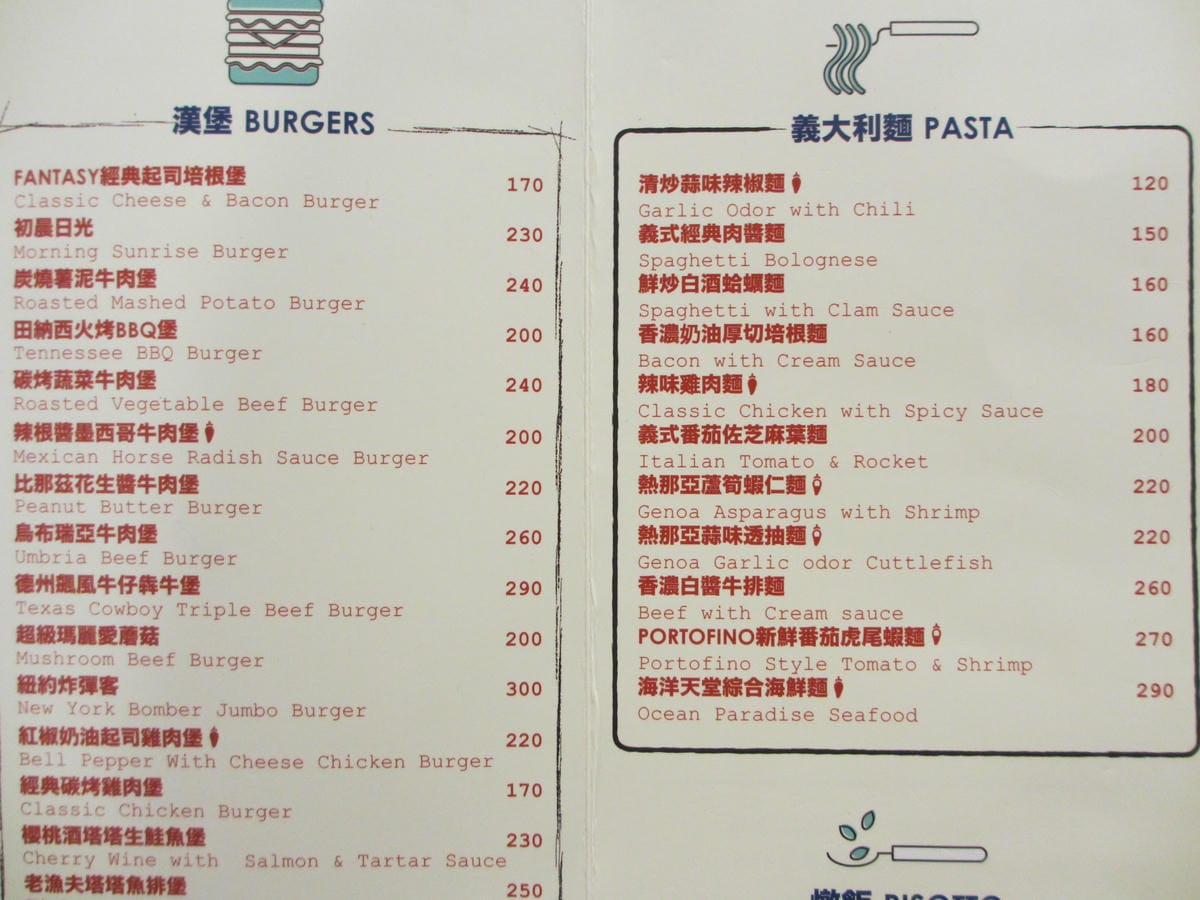 漢堡 BURGERS
FANTASY經典起司培根堡 170
Classic Cheese & Bacon Burger
初晨日光 230
Morning Sunrise Burger
炭燒薯泥牛肉堡 240
Roasted Mashed Potato Burger
田納西火烤BBQ堡 200
Tennessee BBQ Burger
碳烤蔬菜牛肉堡 240
Roasted Vegetable Beef Burger
辣根醬墨西哥牛肉堡 200
Mexican Horse Radish Sauce Burger
比那茲花生醬牛肉堡 220
Peanut Butter Burger
烏布瑞亞牛肉堡 260
Umbria Beef Burger
德州飆風牛仔犇牛堡 290
Texas Cowboy Triple Beef Burger
超級瑪麗愛蘑菇 200
Mushroom Beef Burger
紐約炸彈客 300
New York Bomber Jumbo Burger
紅椒奶油起司雞肉堡 220
Bell Pepper With Cheese Chicken Burger
經典碳烤雞肉堡 170
Classic Chicken Burger
櫻桃酒塔塔生鮭魚堡 230
Cherry Wine with Salmon & Tartar Sauce
老漁夫塔塔魚排堡 250
義大利麵 PASTA
清炒蒜味辣椒麵 120
Garlic Odor with Chili
義式經典肉醬麵 150
Spaghetti Bolognese
鮮炒白酒蛤蠣麵 160
Spaghetti with Clam Sauce
香濃奶油厚切培根麵 160
Bacon with Cream Sauce
辣味雞肉麵 180
Classic Chicken with Spicy Sauce
義式番茄佐芝麻葉麵 200
Italian Tomato & Rocket
熱那亞蘆筍蝦仁麵 220
Genoa Asparagus with Shrimp
熱那亞蒜味透抽麵 220
Genoa Garlic odor Cuttlefish
香濃白醬牛排麵 260
Beef with Cream sauce
PORTOFINO新鮮番茄虎尾蝦麵 270
Portofino Style Tomato & Shrimp
海洋天堂綜合海鮮麵 290
Ocean Paradise Seafood
燉飯 RISOTTO